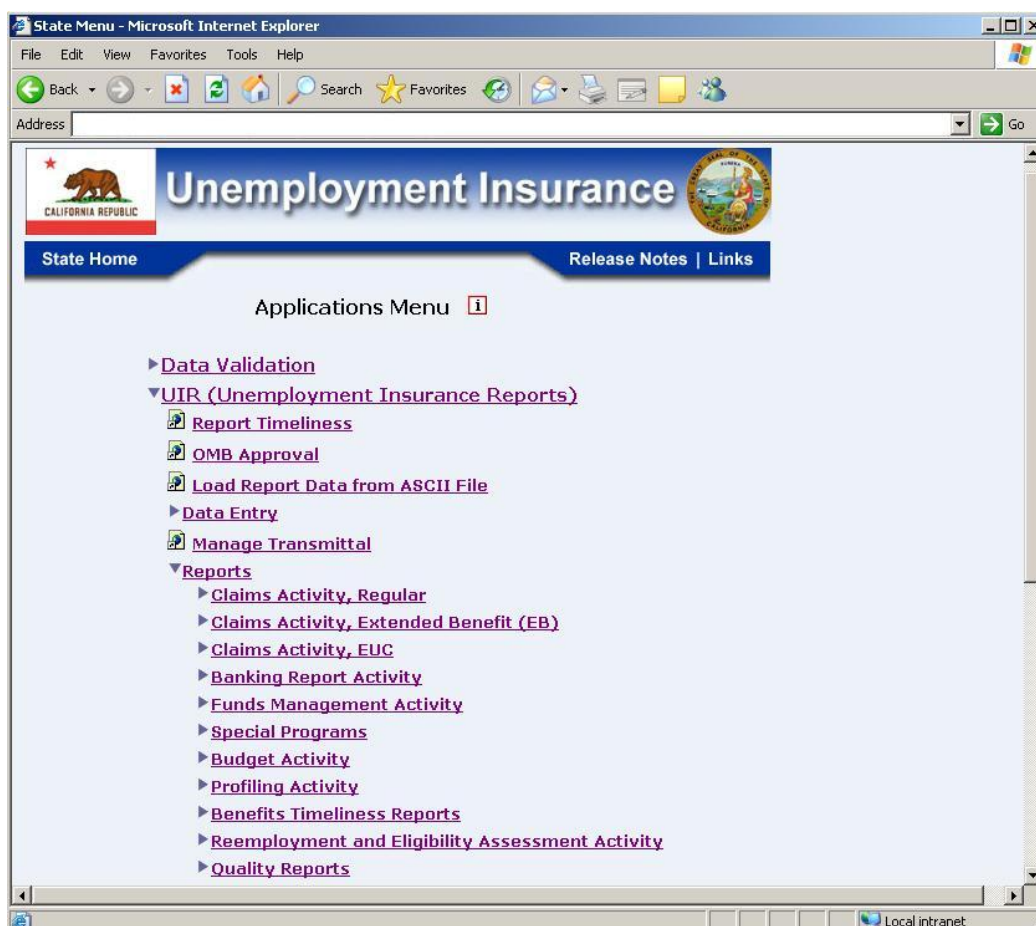 State Menu - Microsoft Internet Explorer
File Edit View Favorites Tools Help
Back Search Favorites
Address Go
CALIFORNIA REPUBLIC
Unemployment Insurance
State Home Release Notes | Links
Applications Menu i
Data Validation
UIR (Unemployment Insurance Reports)
Report Timeliness
OMB Approval
Load Report Data from ASCII File
Data Entry
Manage Transmittal
Reports
Claims Activity, Regular
Claims Activity, Extended Benefit (EB)
Claims Activity, EUC
Banking Report Activity
Funds Management Activity
Special Programs
Budget Activity
Profiling Activity
Benefits Timeliness Reports
Reemployment and Eligibility Assessment Activity
Quality Reports
Local intranet